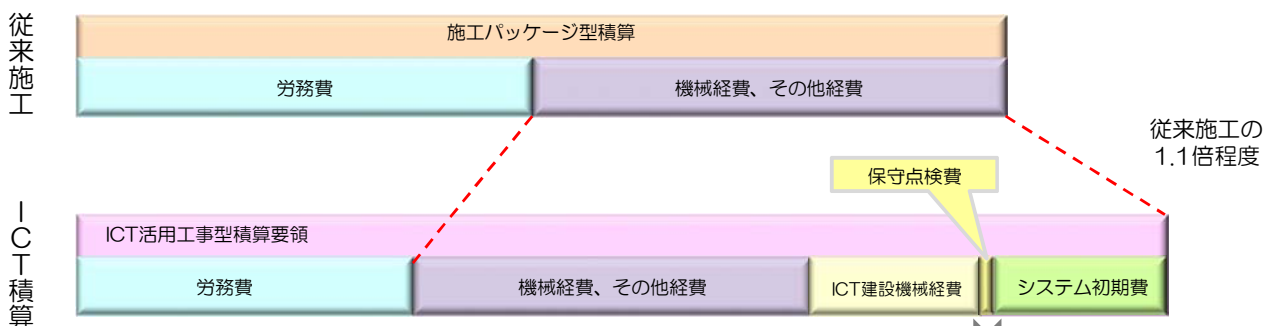 従来施工
施工パッケージ型積算
労務費
機械経費、その他経費
従来施工の
1.1倍程度
保守点検費
ICT積算
ICT活用工事型積算要領
労務費
機械経費、その他経費
ICT建設機械経費
システム初期費